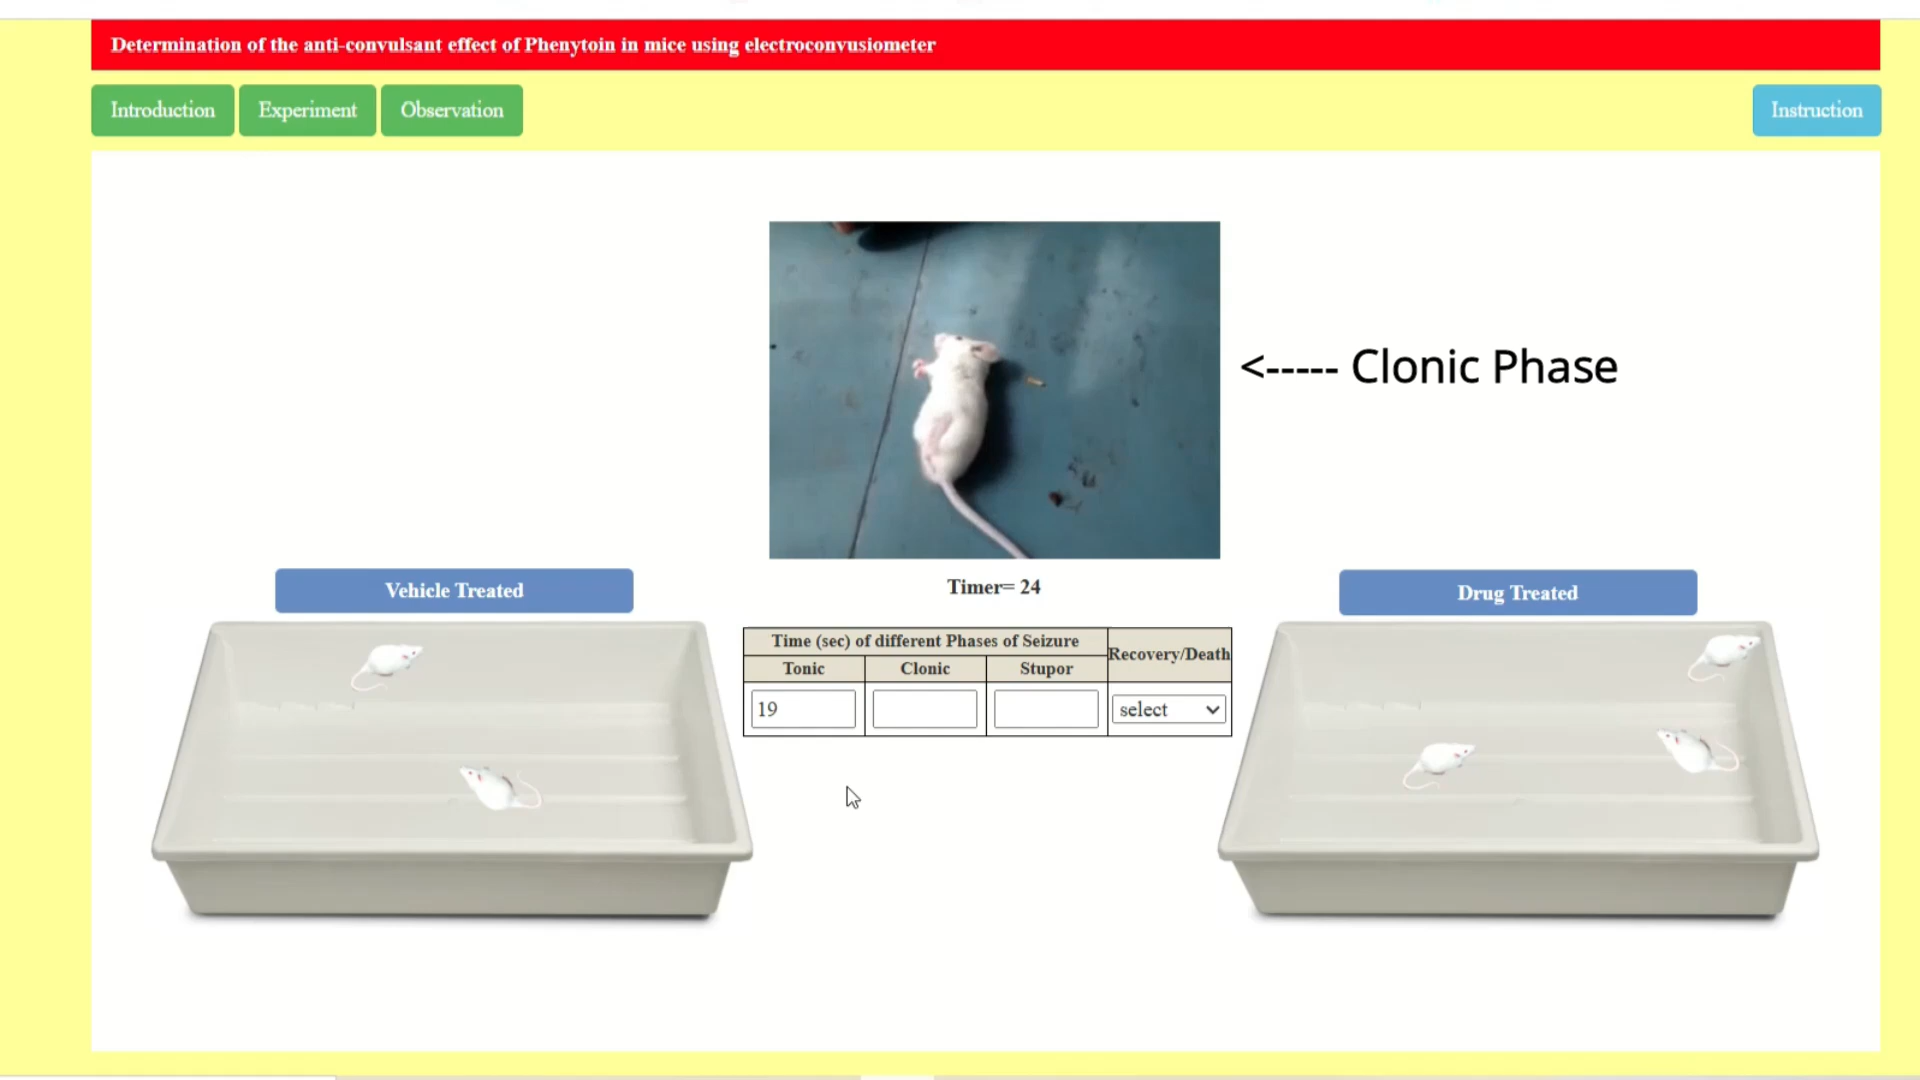 Determination of the anti-convulsant effect of Phenytoin in mice using electroconvusiometer
Introduction Experiment Observation Instruction
<----- Clonic Phase
Timer= 24
Vehicle Treated
Drug Treated
Time (sec) of different Phases of Seizure Recovery/Death
Tonic Clonic Stupor
19 select